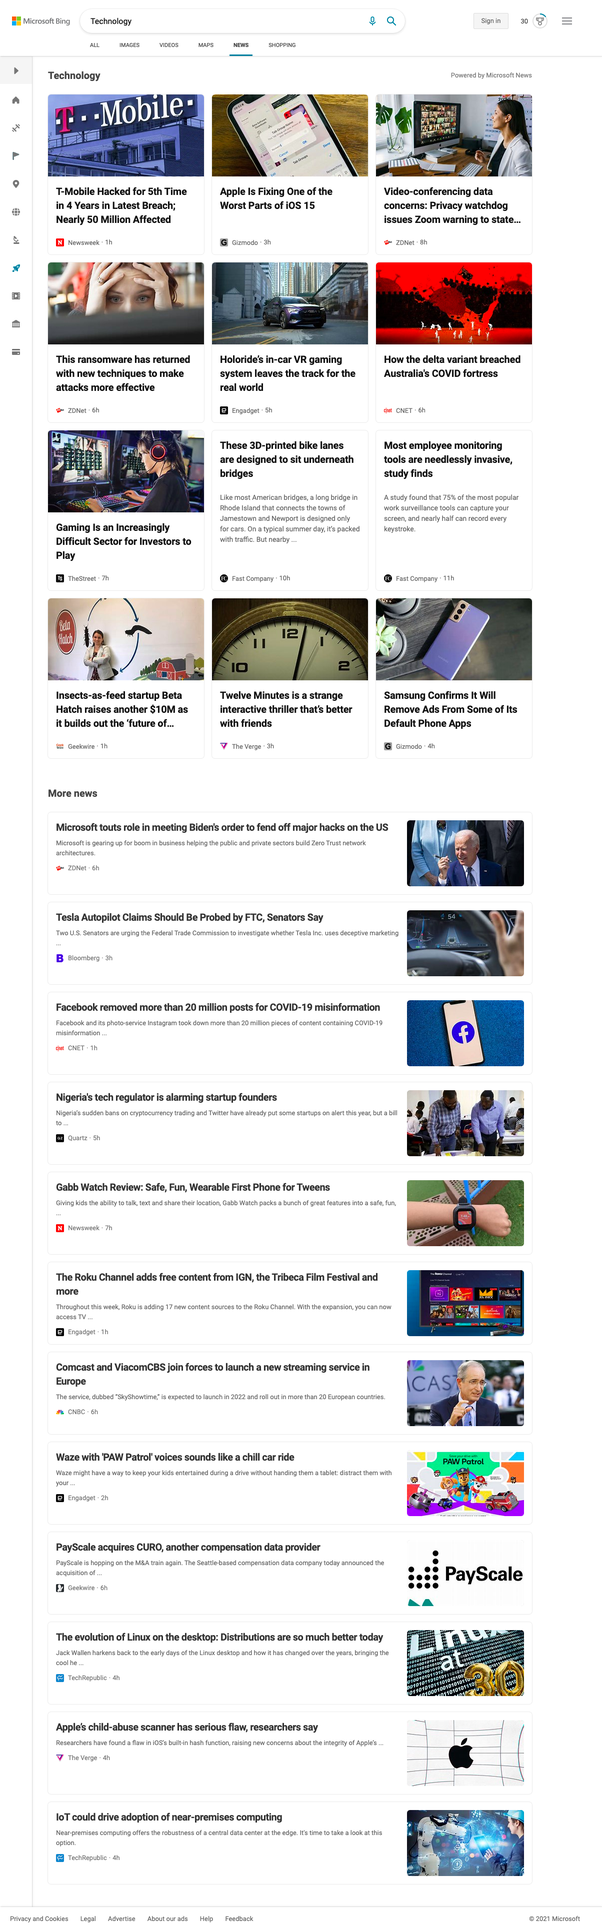 Microsoft Bing
Technology
Sign in
30
ALL
IMAGES
VIDEOS
MAPS
NEWS
SHOPPING
Technology
Powered by Microsoft News
T··Mobile·
T-Mobile Hacked for 5th Time
in 4 Years in Latest Breach;
Nearly 50 Million Affected
Newsweek · 1h
Apple Is Fixing One of the
Worst Parts of iOS 15
Gizmodo · 3h
Video-conferencing data
concerns: Privacy watchdog
issues Zoom warning to state...
ZDNet · 8h
This ransomware has returned
with new techniques to make
attacks more effective
ZDNet · 6h
Holoride's in-car VR gaming
system leaves the track for the
real world
Engadget · 5h
How the delta variant breached
Australia's COVID fortress
CNET · 6h
Gaming Is an Increasingly
Difficult Sector for Investors to
Play
TheStreet · 7h
These 3D-printed bike lanes
are designed to sit underneath
bridges
Like most American bridges, a long bridge in
Rhode Island that connects the towns of
Jamestown and Newport is designed only
for cars. On a typical summer day, it's packed
with traffic. But nearby ...
Fast Company · 10h
Most employee monitoring
tools are needlessly invasive,
study finds
A study found that 75% of the most popular
work surveillance tools can capture your
screen, and nearly half can record every
keystroke.
Fast Company · 11h
Beta
Hatch
Insects-as-feed startup Beta
Hatch raises another $10M as
it builds out the 'future of...
Geekwire · 1h
12
10
2
Twelve Minutes is a strange
interactive thriller that's better
with friends
The Verge · 3h
Samsung Confirms It Will
Remove Ads From Some of Its
Default Phone Apps
Gizmodo · 4h
More news
Microsoft touts role in meeting Biden's order to fend off major hacks on the US
Microsoft is gearing up for boom in business helping the public and private sectors build Zero Trust network
architectures.
ZDNet · 6h
Tesla Autopilot Claims Should Be Probed by FTC, Senators Say
Two U.S. Senators are urging the Federal Trade Commission to investigate whether Tesla Inc. uses deceptive marketing
...
Bloomberg · 3h
54
Facebook removed more than 20 million posts for COVID-19 misinformation
Facebook and its photo-service Instagram took down more than 20 million pieces of content containing COVID-19
misinformation ...
CNET · 1h
Nigeria's tech regulator is alarming startup founders
Nigeria's sudden bans on cryptocurrency trading and Twitter have already put some startups on alert this year, but a bill
to ...
Quartz · 5h
Gabb Watch Review: Safe, Fun, Wearable First Phone for Tweens
Giving kids the ability to talk, text and share their location, Gabb Watch packs a bunch of great features into a safe, fun,
...
Newsweek · 7h
The Roku Channel adds free content from IGN, the Tribeca Film Festival and
more
Throughout this week, Roku is adding 17 new content sources to the Roku Channel. With the expansion, you can now
access TV ...
Engadget · 1h
Comcast and ViacomCBS join forces to launch a new streaming service in
Europe
The service, dubbed "SkyShowtime," is expected to launch in 2022 and roll out in more than 20 European countries.
CNBC · 6h
CAS
Waze with 'PAW Patrol' voices sounds like a chill car ride
Waze might have a way to keep your kids entertained during a drive without handing them a tablet: distract them with
your ...
Engadget · 2h
PAW Patrol
PayScale acquires CURO, another compensation data provider
PayScale is hopping on the M&A train again. The Seattle-based compensation data company today announced the
acquisition of ...
Geekwire · 6h
PayScale
The evolution of Linux on the desktop: Distributions are so much better today
Jack Wallen harkens back to the early days of the Linux desktop and how it has changed over the years, bringing the
cool he ...
TechRepublic · 4h
Linux
at
30
Apple's child-abuse scanner has serious flaw, researchers say
Researchers have found a flaw in iOS's built-in hash function, raising new concerns about the integrity of Apple's ...
The Verge · 4h
IoT could drive adoption of near-premises computing
Near-premises computing offers the robustness of a central data center at the edge. It's time to take a look at this
option.
TechRepublic · 4h
Privacy and Cookies
Legal
Advertise
About our ads
Help
Feedback
© 2021 Microsoft